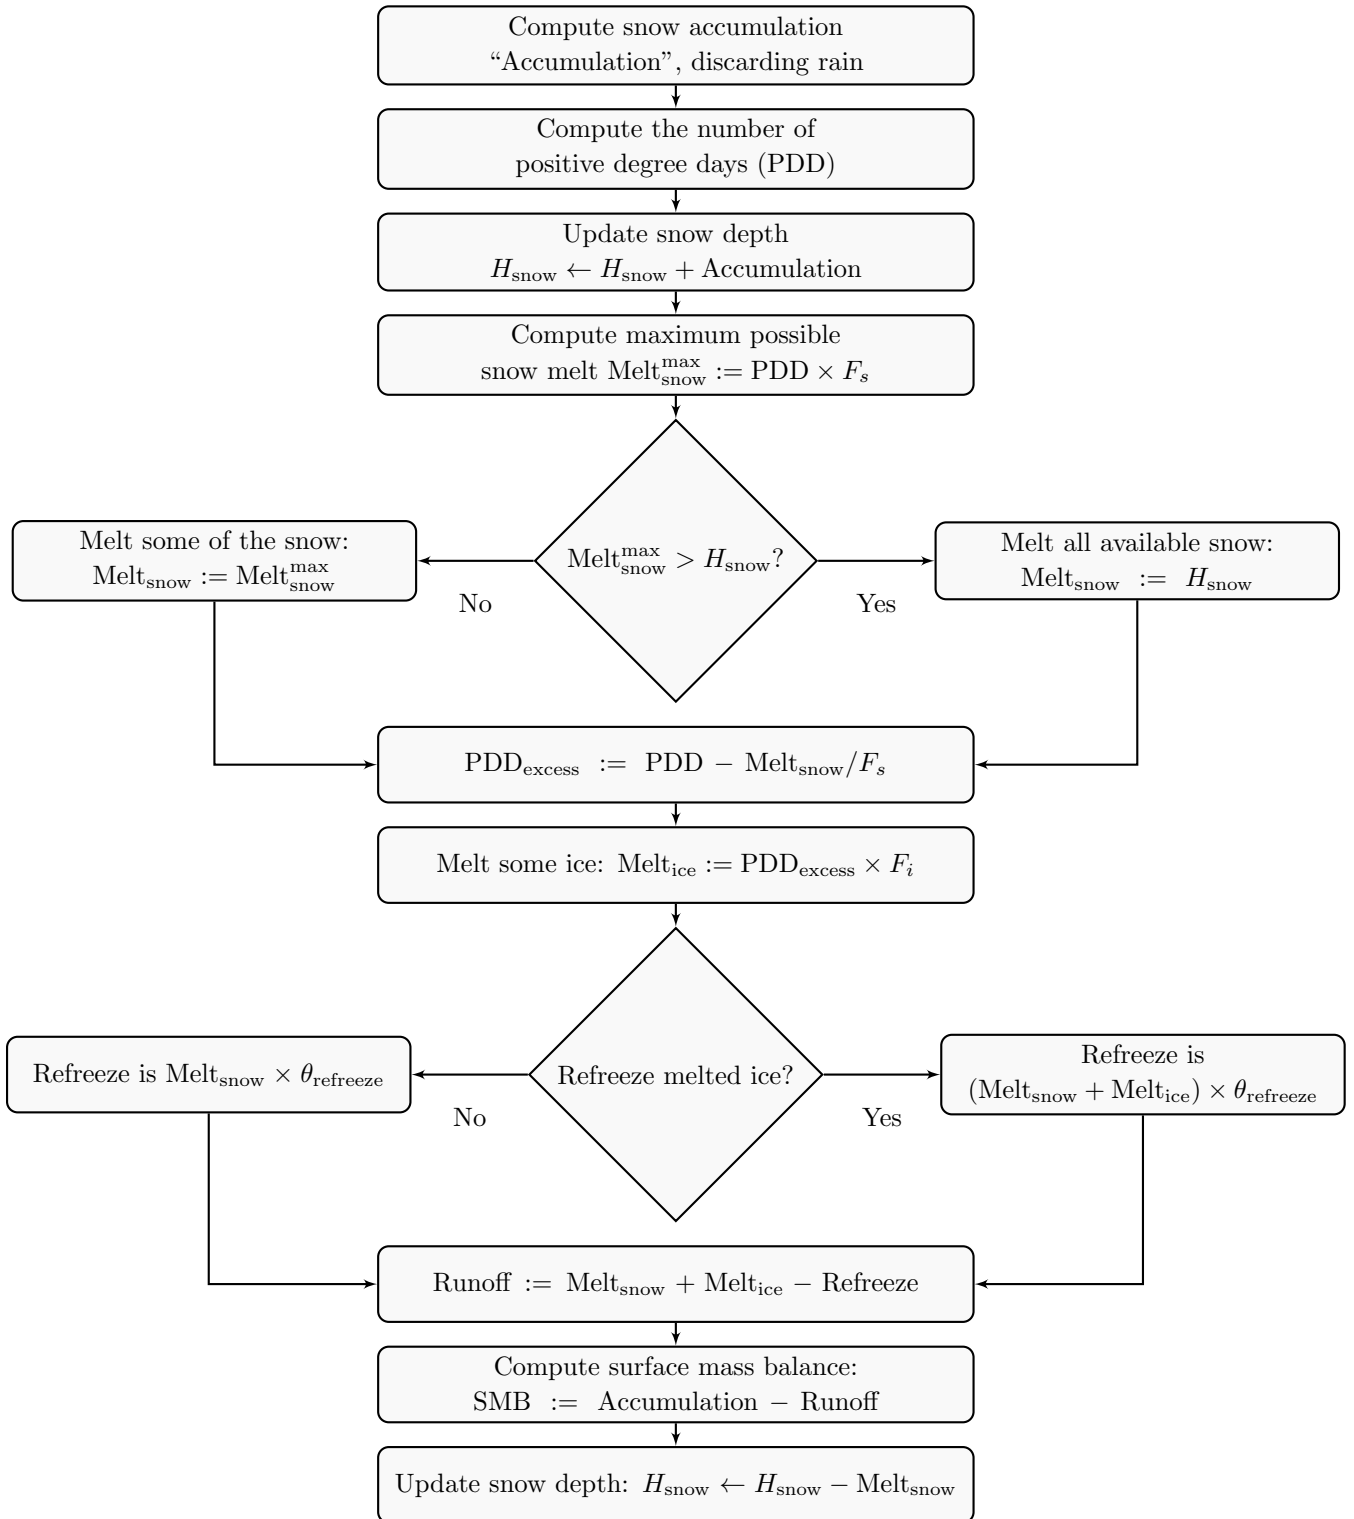 Compute snow accumulation
“Accumulation”, discarding rain
Compute the number of
positive degree days (PDD)
Update snow depth
H_snow ← H_snow + Accumulation
Compute maximum possible
snow melt Melt_snow^max := PDD × F_s
Melt some of the snow:
Melt_snow := Melt_snow^max
Melt_snow^max > H_snow?
Melt all available snow:
Melt_snow := H_snow
No
Yes
PDD_excess := PDD − Melt_snow/F_s
Melt some ice: Melt_ice := PDD_excess × F_i
Refreeze is Melt_snow × θ_refreeze
Refreeze melted ice?
Refreeze is
(Melt_snow + Melt_ice) × θ_refreeze
No
Yes
Runoff := Melt_snow + Melt_ice − Refreeze
Compute surface mass balance:
SMB := Accumulation − Runoff
Update snow depth: H_snow ← H_snow − Melt_snow